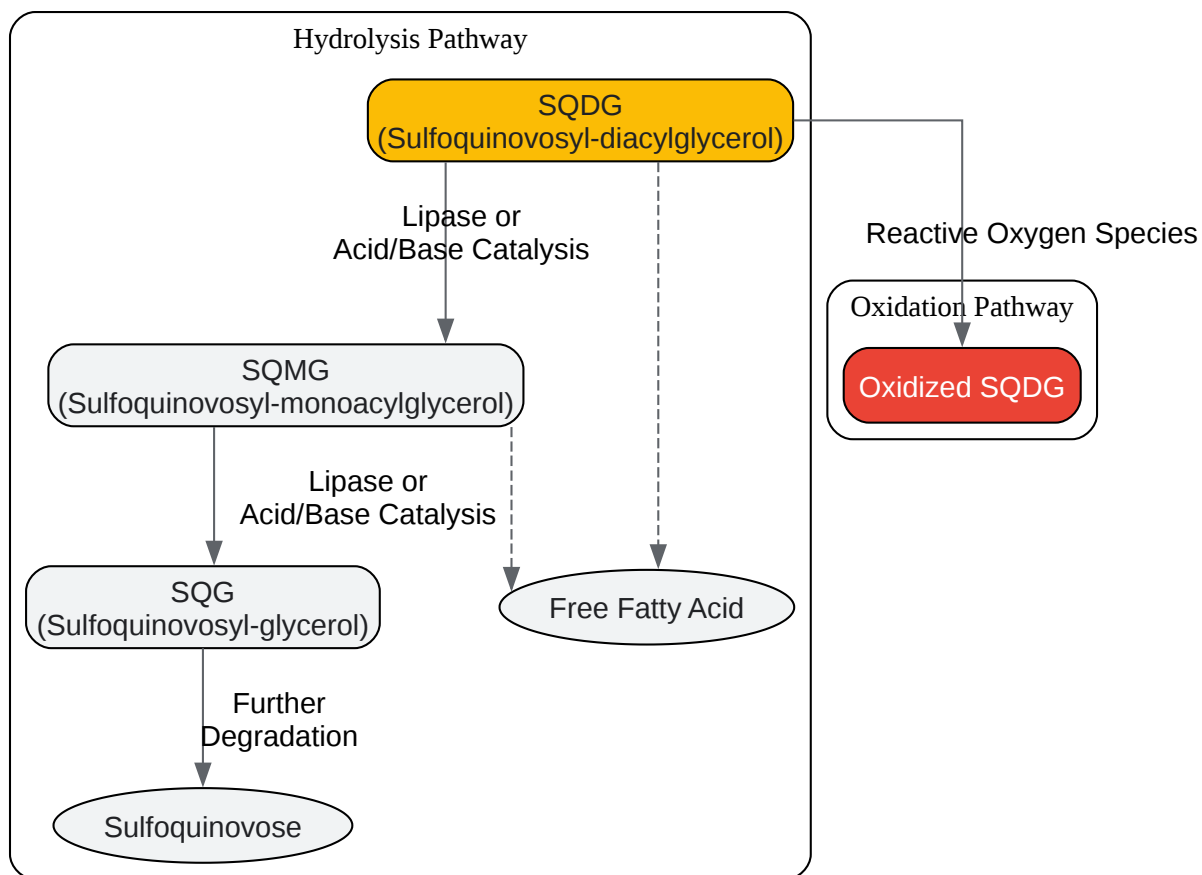 Hydrolysis Pathway
SQDG
(Sulfoquinovosyl-diacylglycerol)
Lipase or
Acid/Base Catalysis
Reactive Oxygen Species
Oxidation Pathway
Oxidized SQDG
SQMG
(Sulfoquinovosyl-monoacylglycerol)
Lipase or
Acid/Base Catalysis
SQG
(Sulfoquinovosyl-glycerol)
Free Fatty Acid
Further
Degradation
Sulfoquinovose